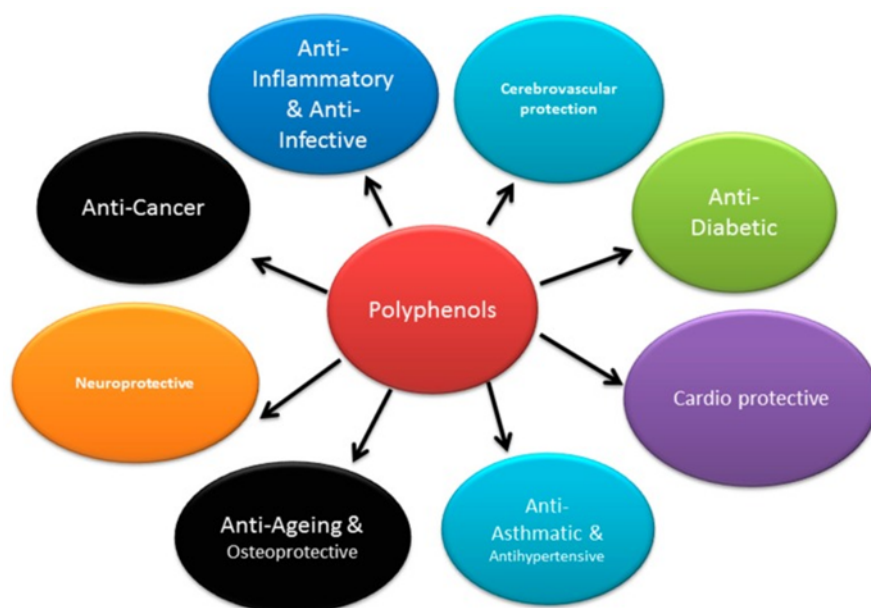 Anti-
Inflammatory
& Anti-
Infective
Cerebrovascular
protection
Anti-Cancer
Anti-
Diabetic
Polyphenols
Neuroprotective
Cardio protective
Anti-Ageing &
Osteoprotective
Anti-
Asthmatic &
Antihypertensive